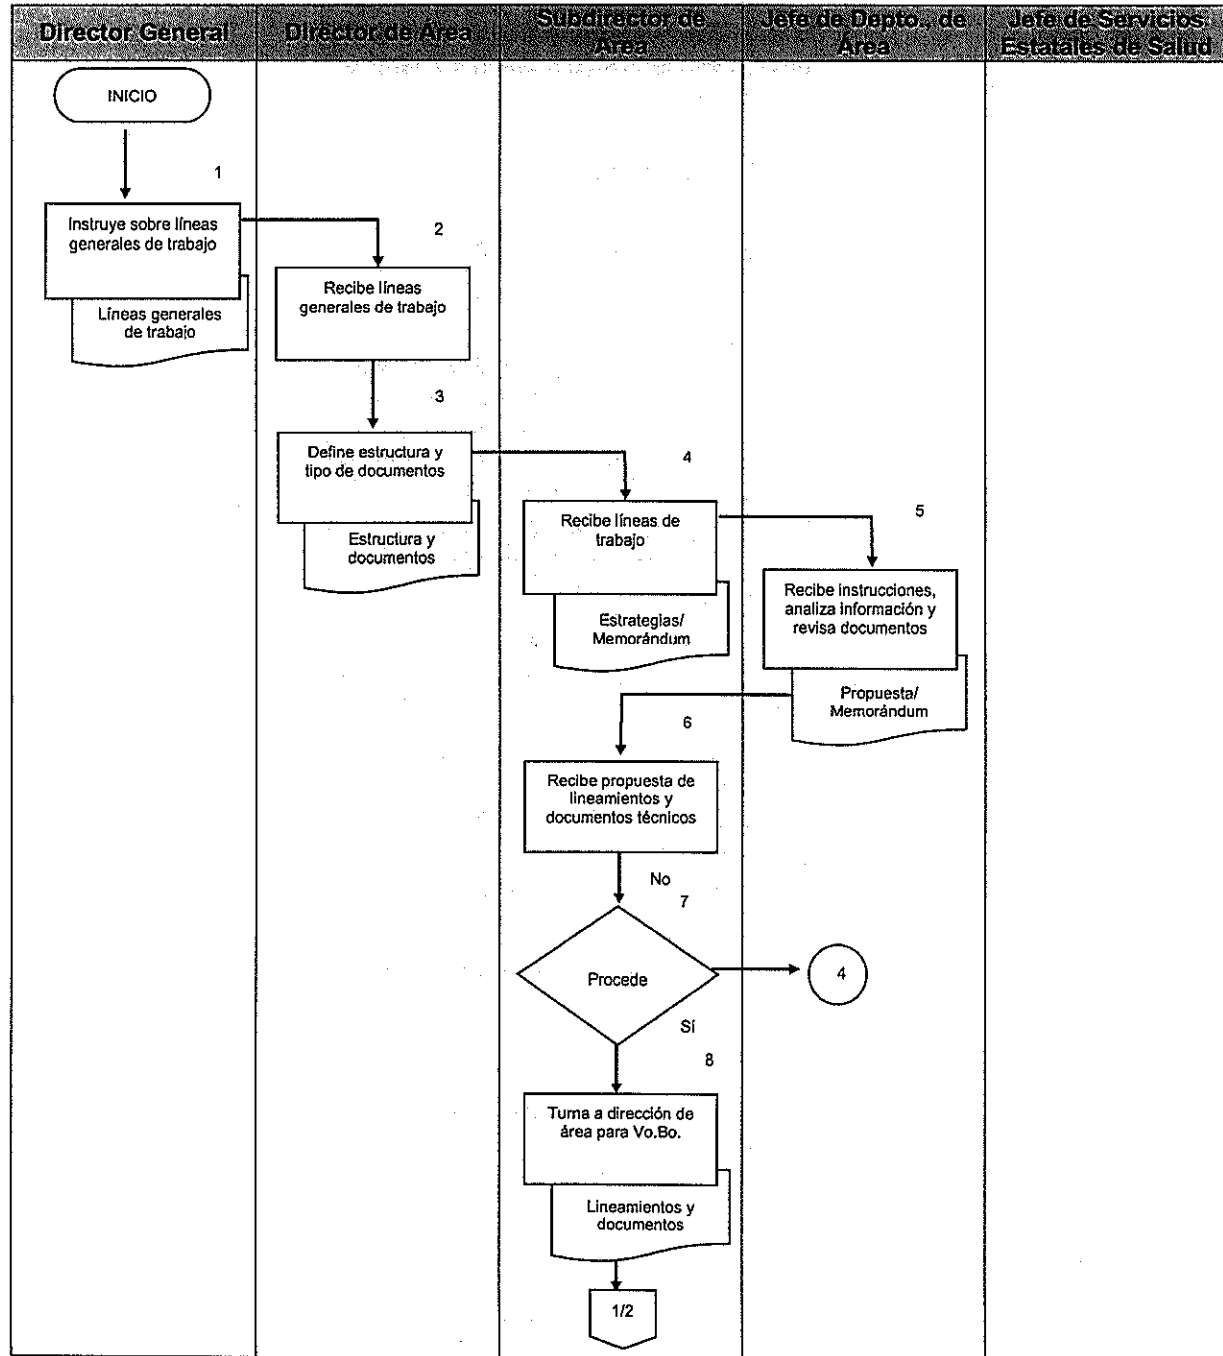 Director General
Director de Área
Subdirector de
Área
Jefe de Depto., de
Área
Jefe de Servicios
Estatales de Salud
INICIO
1
Instruye sobre líneas
generales de trabajo
Líneas generales
de trabajo
2
Recibe líneas
generales de trabajo
3
Define estructura y
tipo de documentos
Estructura y
documentos
4
Recibe líneas de
trabajo
Estrategias/
Memorándum
5
Recibe instrucciones,
analiza información y
revisa documentos
Propuesta/
Memorándum
6
Recibe propuesta de
lineamientos y
documentos técnicos
No
7
Procede
4
Sí
8
Turna a dirección de
área para Vo.Bo.
Lineamientos y
documentos
1/2